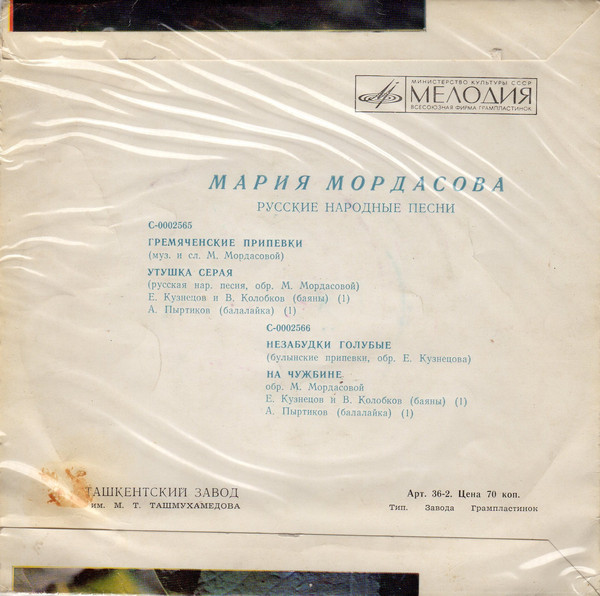 МИНИСТЕРСТВО КУЛЬТУРЫ СССР
МЕЛОДИЯ
ВСЕСОЮЗНАЯ ФИРМА ГРАМПЛАСТИНОК
МАРИЯ МОРДАСОВА
РУССКИЕ НАРОДНЫЕ ПЕСНИ
С-0002565
ГРЕМЯЧЕНСКИЕ ПРИПЕВКИ
(муз. и сл. М. Мордасовой)
УТУШКА СЕРАЯ
(русская нар. песня, обр. М. Мордасовой)
Е. Кузнецов и В. Колобков (баяны) (1)
А. Пыртиков (балалайка) (1)
С-0002566
НЕЗАБУДКИ ГОЛУБЫЕ
(булынские припевки, обр. Е. Кузнецова)
НА ЧУЖБИНЕ
обр. М. Мордасовой
Е. Кузнецов и В. Колобков (баяны) (1)
А. Пыртиков (балалайка) (1)
ТАШКЕНТСКИЙ ЗАВОД
им. М. Т. ТАШМУХАМЕДОВА
Арт. 36-2. Цена 70 коп.
Тип. Завода Грампластинок